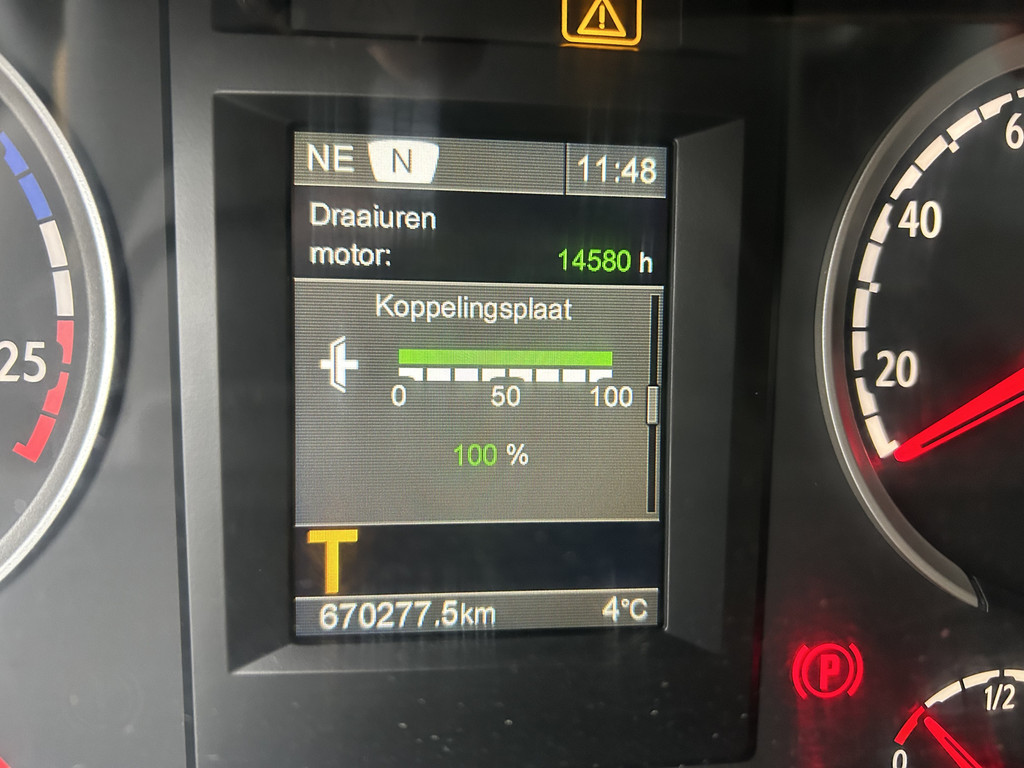 NE N 11:48
Draaiuren
motor: 14580 h
Koppelingsplaat
0 50 100
100 %
T
670277.5km 4°C
25
6
40
20
P
1/2
0